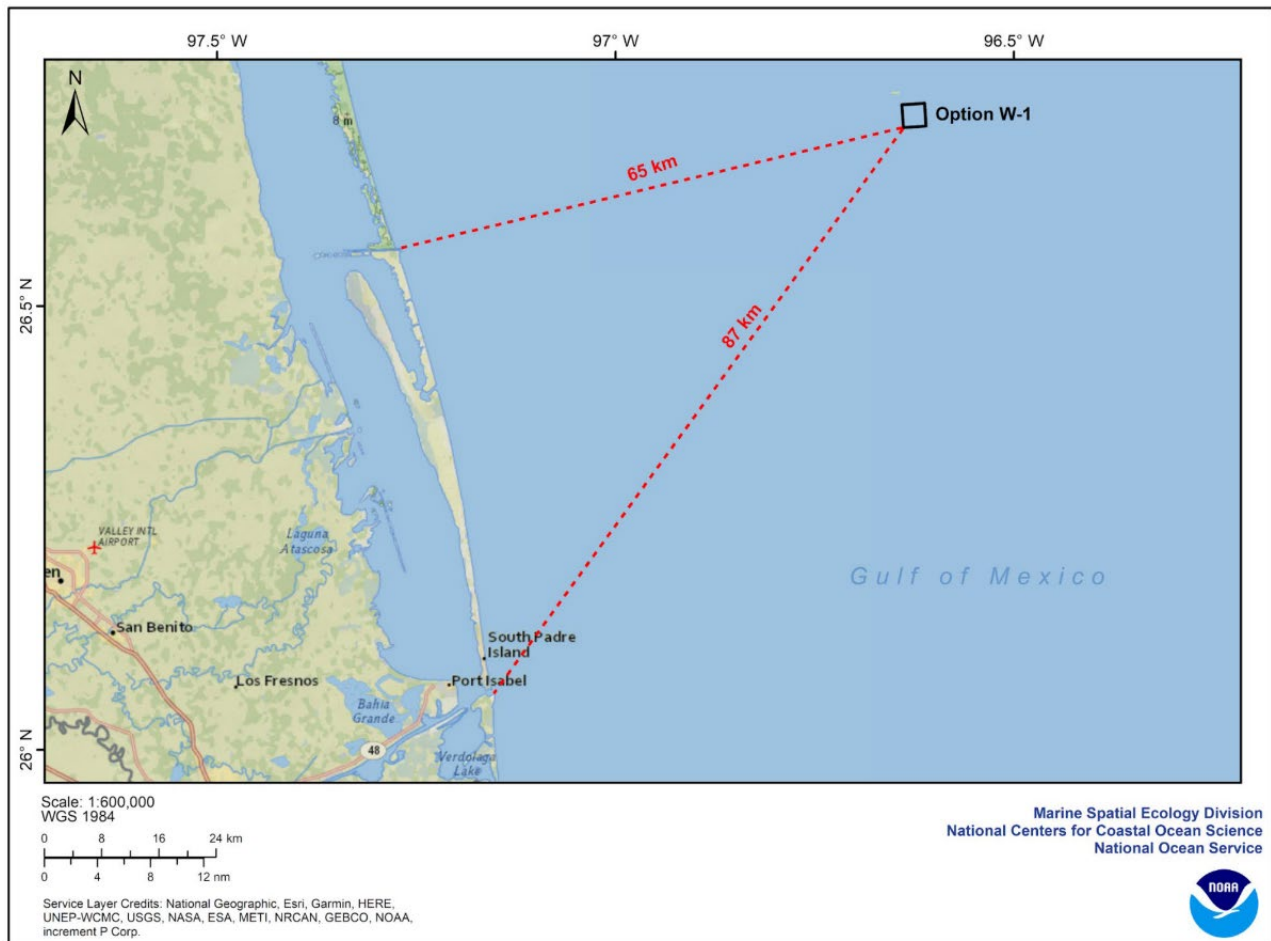 97.5° W
97° W
96.5° W
N
Option W-1
65 km
26.5° N
87 km
VALLEY INTL
AIRPORT
Laguna
Atascosa
en
Gulf of Mexico
San Benito
South Padre
Island
Los Fresnos
Port Isabel
Bahia
Grande
48
Verdolaga
Lake
26° N
Scale: 1:600,000
WGS 1984
0 8 16 24 km
0 4 8 12 nm
Marine Spatial Ecology Division
National Centers for Coastal Ocean Science
National Ocean Service
NOAA
Service Layer Credits: National Geographic, Esri, Garmin, HERE,
UNEP-WCMC, USGS, NASA, ESA, METI, NRCAN, GEBCO, NOAA,
increment P Corp.